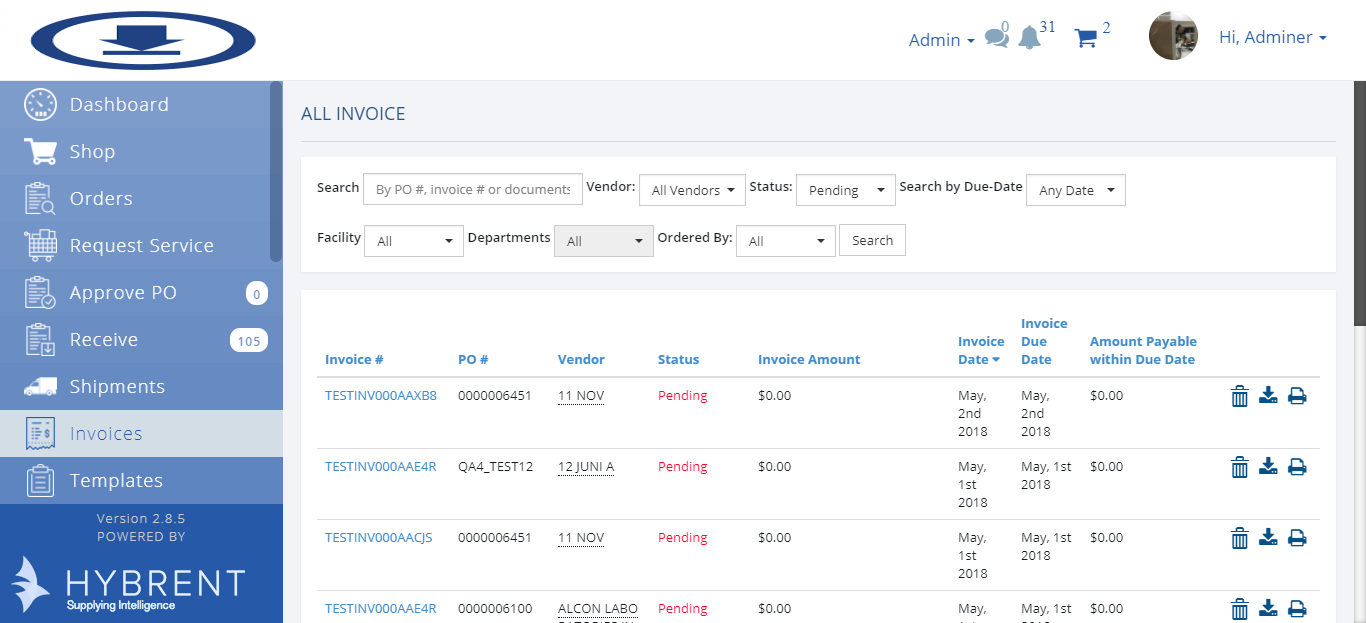 Admin 0 31 2 Hi, Adminer
Dashboard
Shop
Orders
Request Service
Approve PO 0
Receive 105
Shipments
Invoices
Templates
Version 2.8.5
POWERED BY
HYBRENT
Supplying Intelligence
ALL INVOICE
Search By PO #, invoice # or documents Vendor: All Vendors Status: Pending Search by Due-Date Any Date
Facility All Departments All Ordered By: All Search
Invoice # PO # Vendor Status Invoice Amount Invoice Date Invoice Due Date Amount Payable within Due Date
TESTINV000AAXB8 0000006451 11 NOV Pending $0.00 May, 2nd 2018 May, 2nd 2018 $0.00
TESTINV000AAE4R QA4_TEST12 12 JUNI A Pending $0.00 May, 1st 2018 May, 1st 2018 $0.00
TESTINV000AACJS 0000006451 11 NOV Pending $0.00 May, 1st 2018 May, 1st 2018 $0.00
TESTINV000AAE4R 0000006100 ALCON LABO Pending $0.00 May, May, 1st $0.00